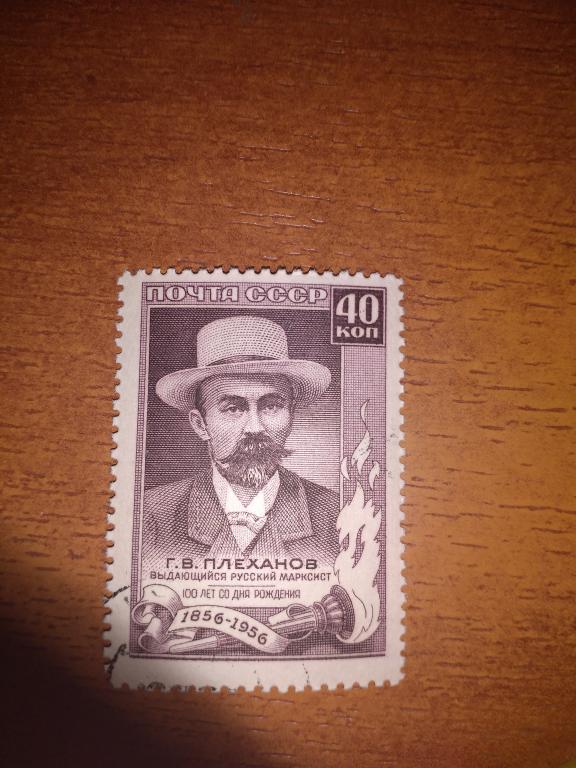 ПОЧТА СССР
40
КОП
Г.В. ПЛЕХАНОВ
ВЫДАЮЩИЙСЯ РУССКИЙ МАРКСИСТ
100 ЛЕТ СО ДНЯ РОЖДЕНИЯ
1856-1956